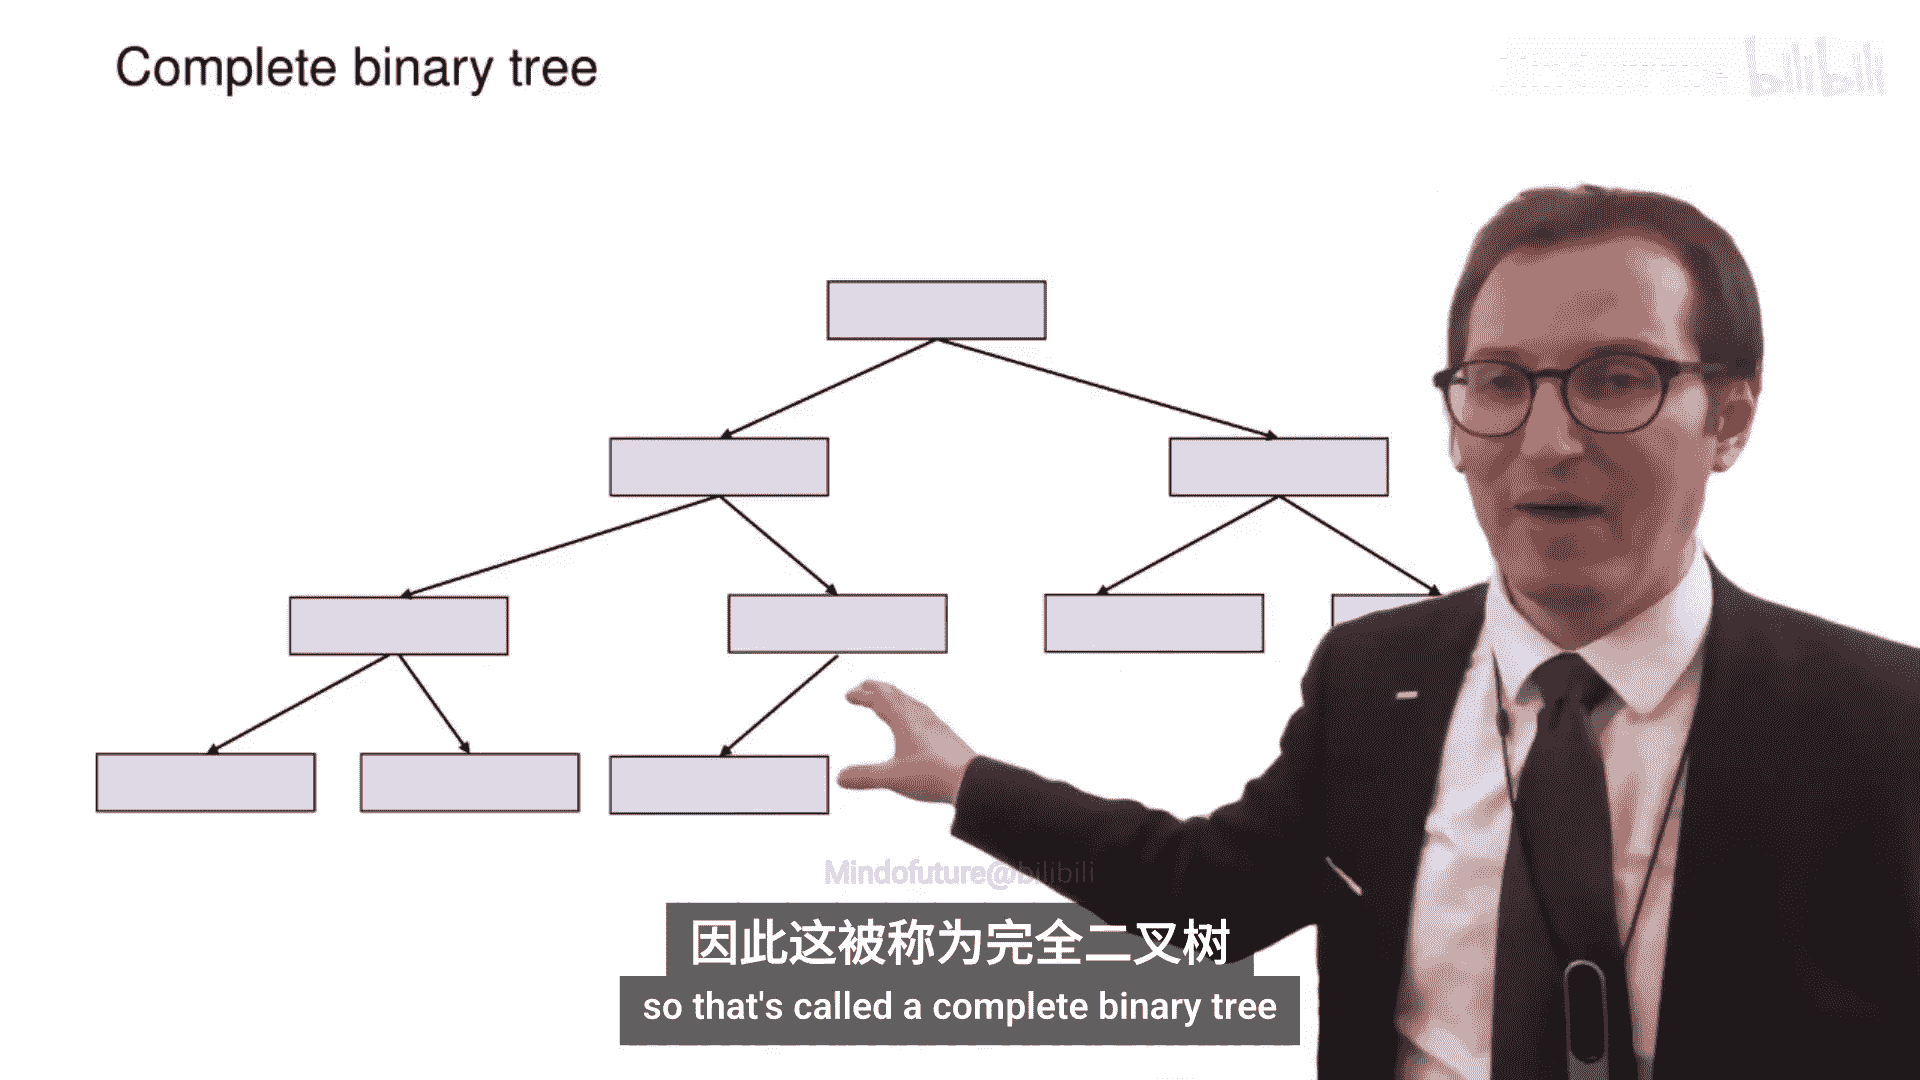 Complete binary tree
bilibili
Mindofuture@bilibili
因此这被称为完全二叉树
so that's called a complete binary tree